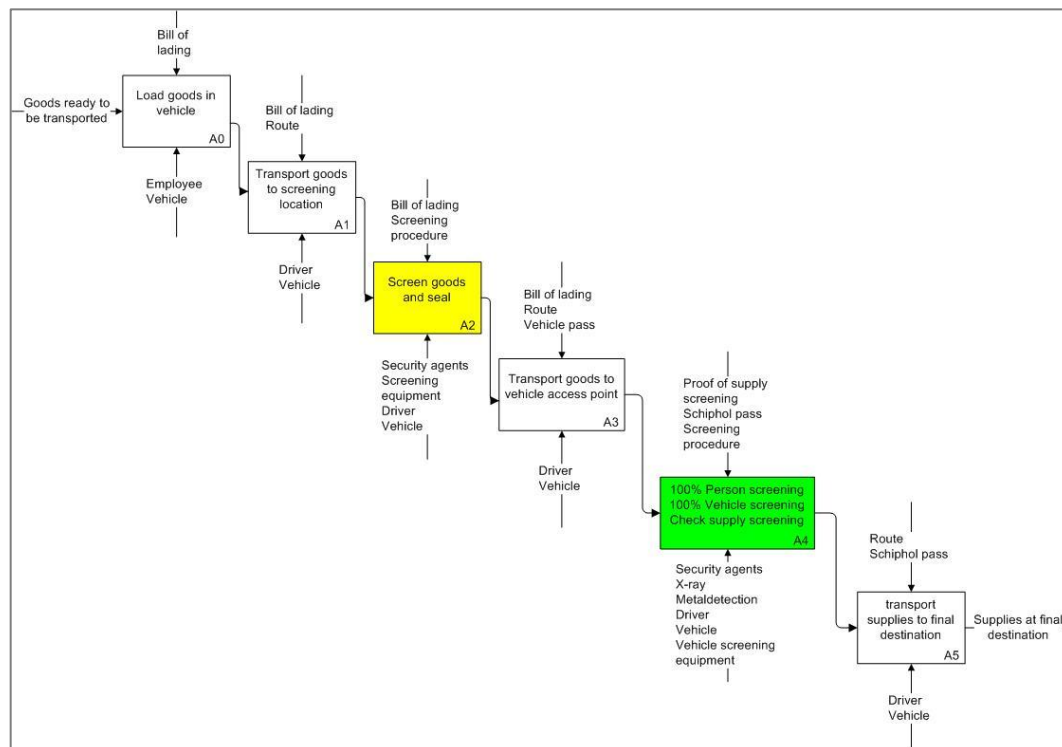 Bill of
lading
Goods ready to
be transported
Load goods in
vehicle
A0
Employee
Vehicle
Bill of lading
Route
Transport goods
to screening
location
A1
Driver
Vehicle
Bill of lading
Screening
procedure
Screen goods
and seal
A2
Security agents
Screening
equipment
Driver
Vehicle
Bill of lading
Route
Vehicle pass
Transport goods to
vehicle access point
A3
Driver
Vehicle
Proof of supply
screening
Schiphol pass
Screening
procedure
100% Person screening
100% Vehicle screening
Check supply screening
A4
Security agents
X-ray
Metaldetection
Driver
Vehicle
Vehicle screening
equipment
Route
Schiphol pass
transport
supplies to final
destination
A5
Supplies at final
destination
Driver
Vehicle